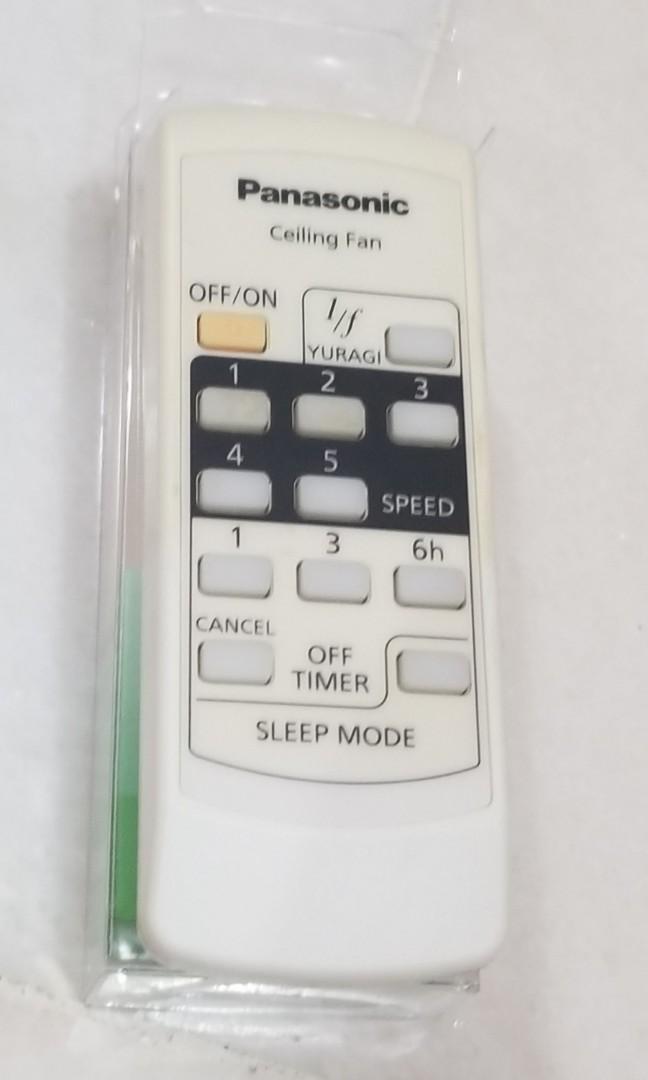 Panasonic
Ceiling Fan
OFF/ON
1/f
YURAGI
1 2 3
4 5
SPEED
1 3 6h
CANCEL
OFF
TIMER
SLEEP MODE